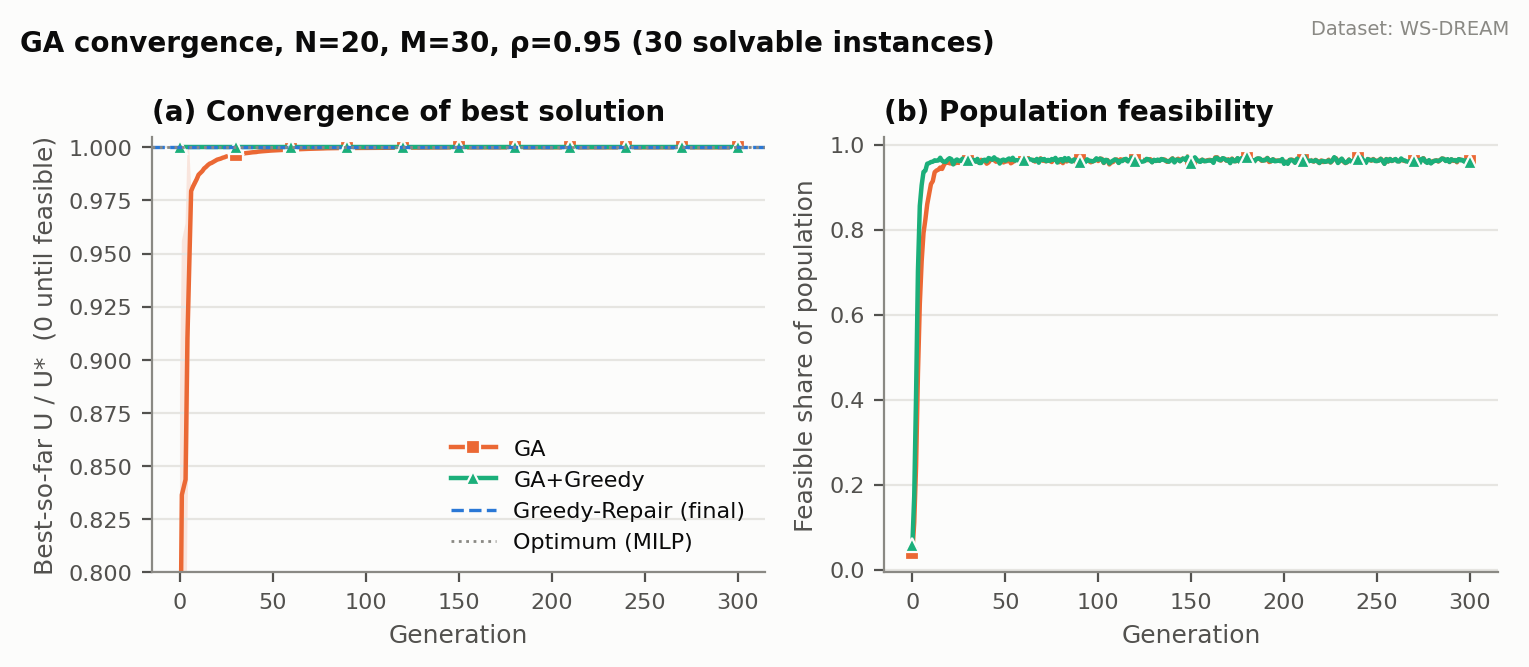 GA convergence, N=20, M=30, ρ=0.95 (30 solvable instances)
Dataset: WS-DREAM
(a) Convergence of best solution
Best-so-far U / U*  (0 until feasible)
1.000
0.975
0.950
0.925
0.900
0.875
0.850
0.825
0.800
GA
GA+Greedy
Greedy-Repair (final)
Optimum (MILP)
0 50 100 150 200 250 300
Generation
(b) Population feasibility
Feasible share of population
1.0
0.8
0.6
0.4
0.2
0.0
0 50 100 150 200 250 300
Generation